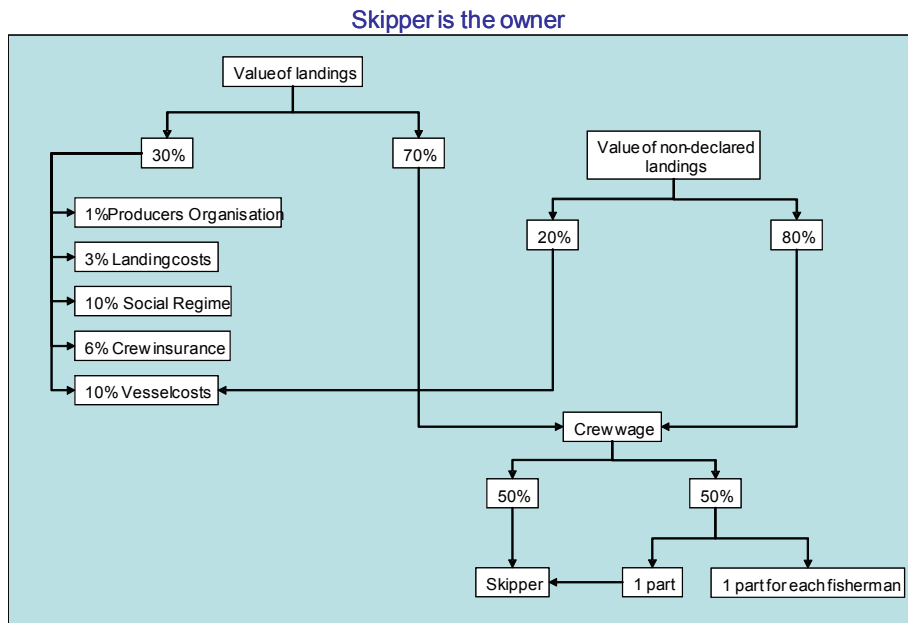 Skipper is the owner
Value of landings
30%
70%
Value of non-declared
landings
1% Producers Organisation
3% Landing costs
10% Social Regime
6% Crew insurance
10% Vessel costs
20%
80%
Crew wage
50%
50%
Skipper
1 part
1 part for each fisherman